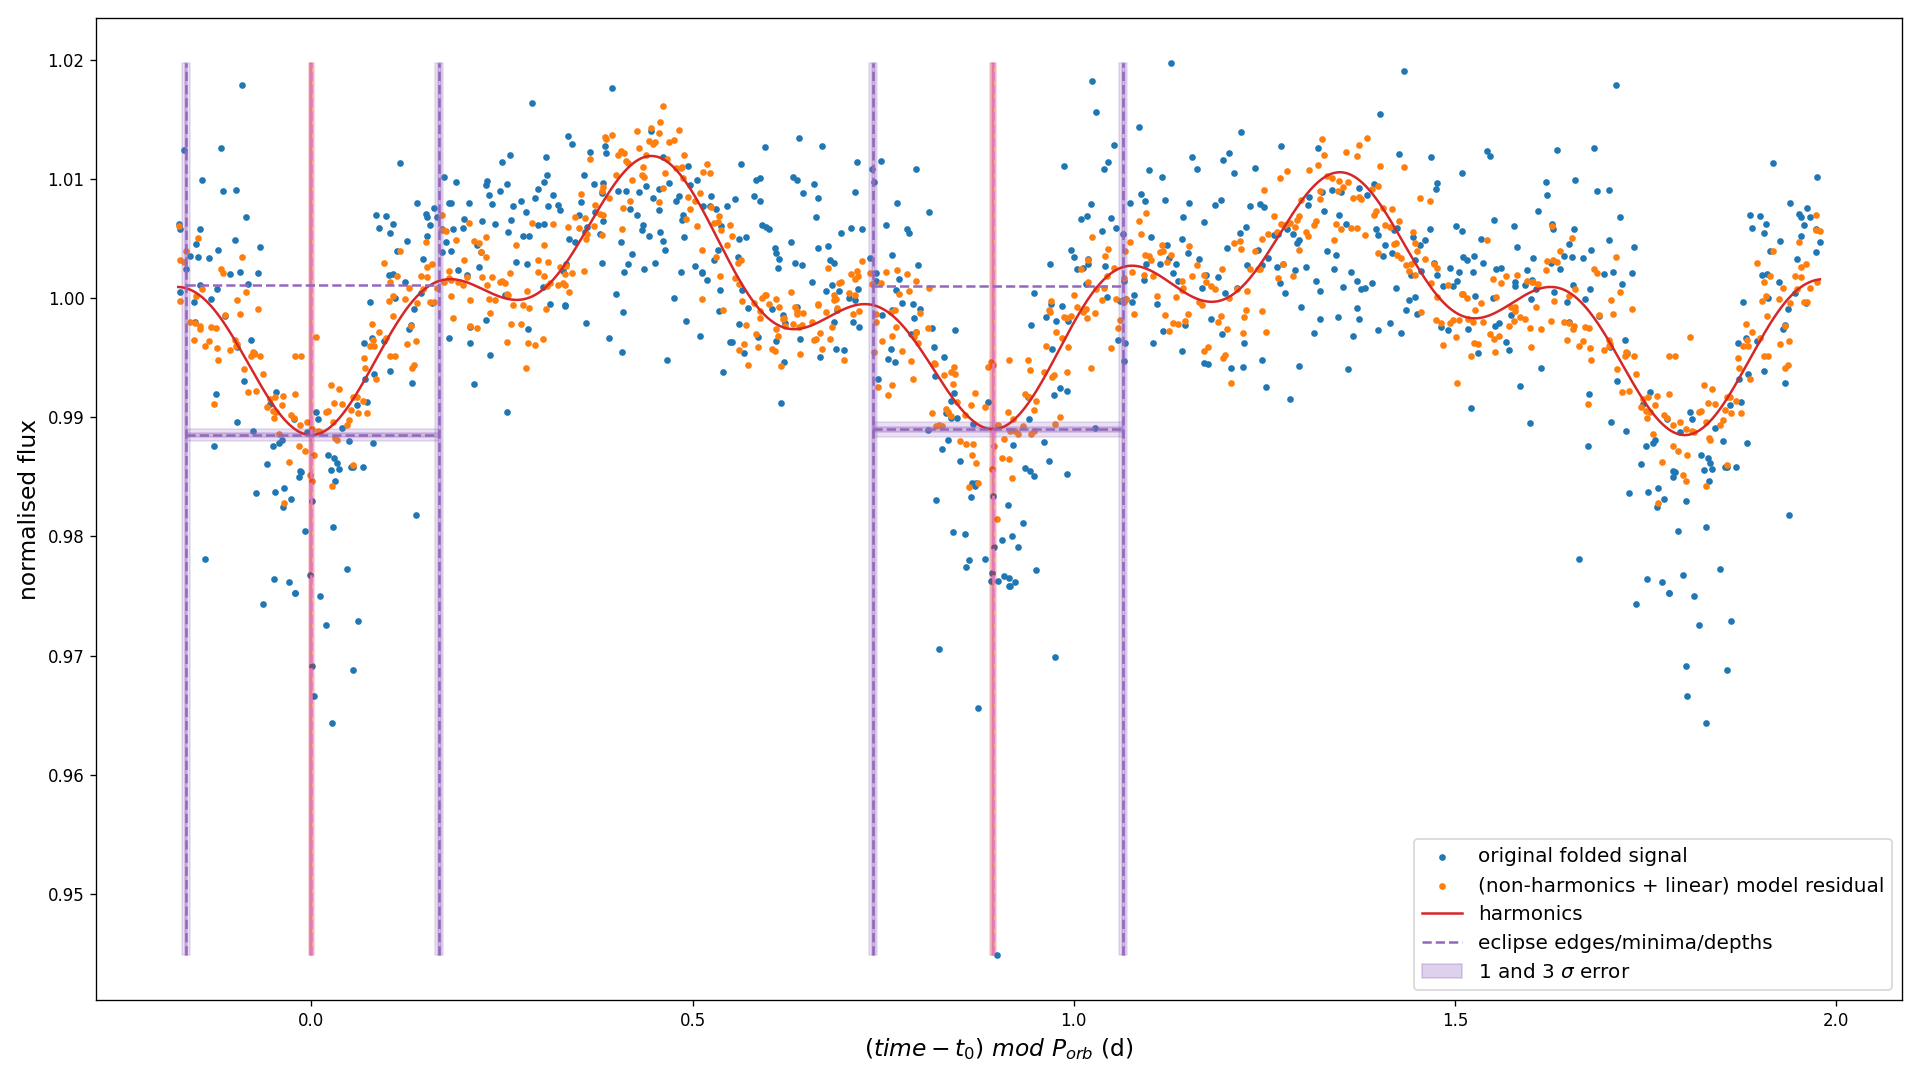 1.02
1.01
1.00
0.99
0.98
0.97
0.96
0.95
normalised flux
0.0
0.5
1.0
1.5
2.0
(time − t₀) mod Pₒᵣb (d)
original folded signal
(non-harmonics + linear) model residual
harmonics
eclipse edges/minima/depths
1 and 3 σ error